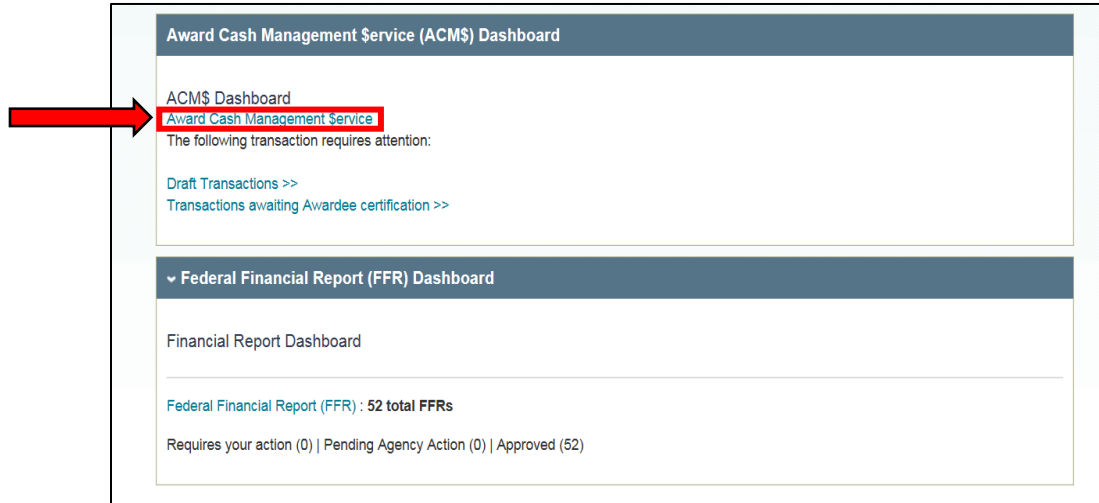 Award Cash Management $ervice (ACM$) Dashboard
ACM$ Dashboard
Award Cash Management $ervice
The following transaction requires attention:
Draft Transactions >>
Transactions awaiting Awardee certification >>
Federal Financial Report (FFR) Dashboard
Financial Report Dashboard
Federal Financial Report (FFR) : 52 total FFRs
Requires your action (0) | Pending Agency Action (0) | Approved (52)